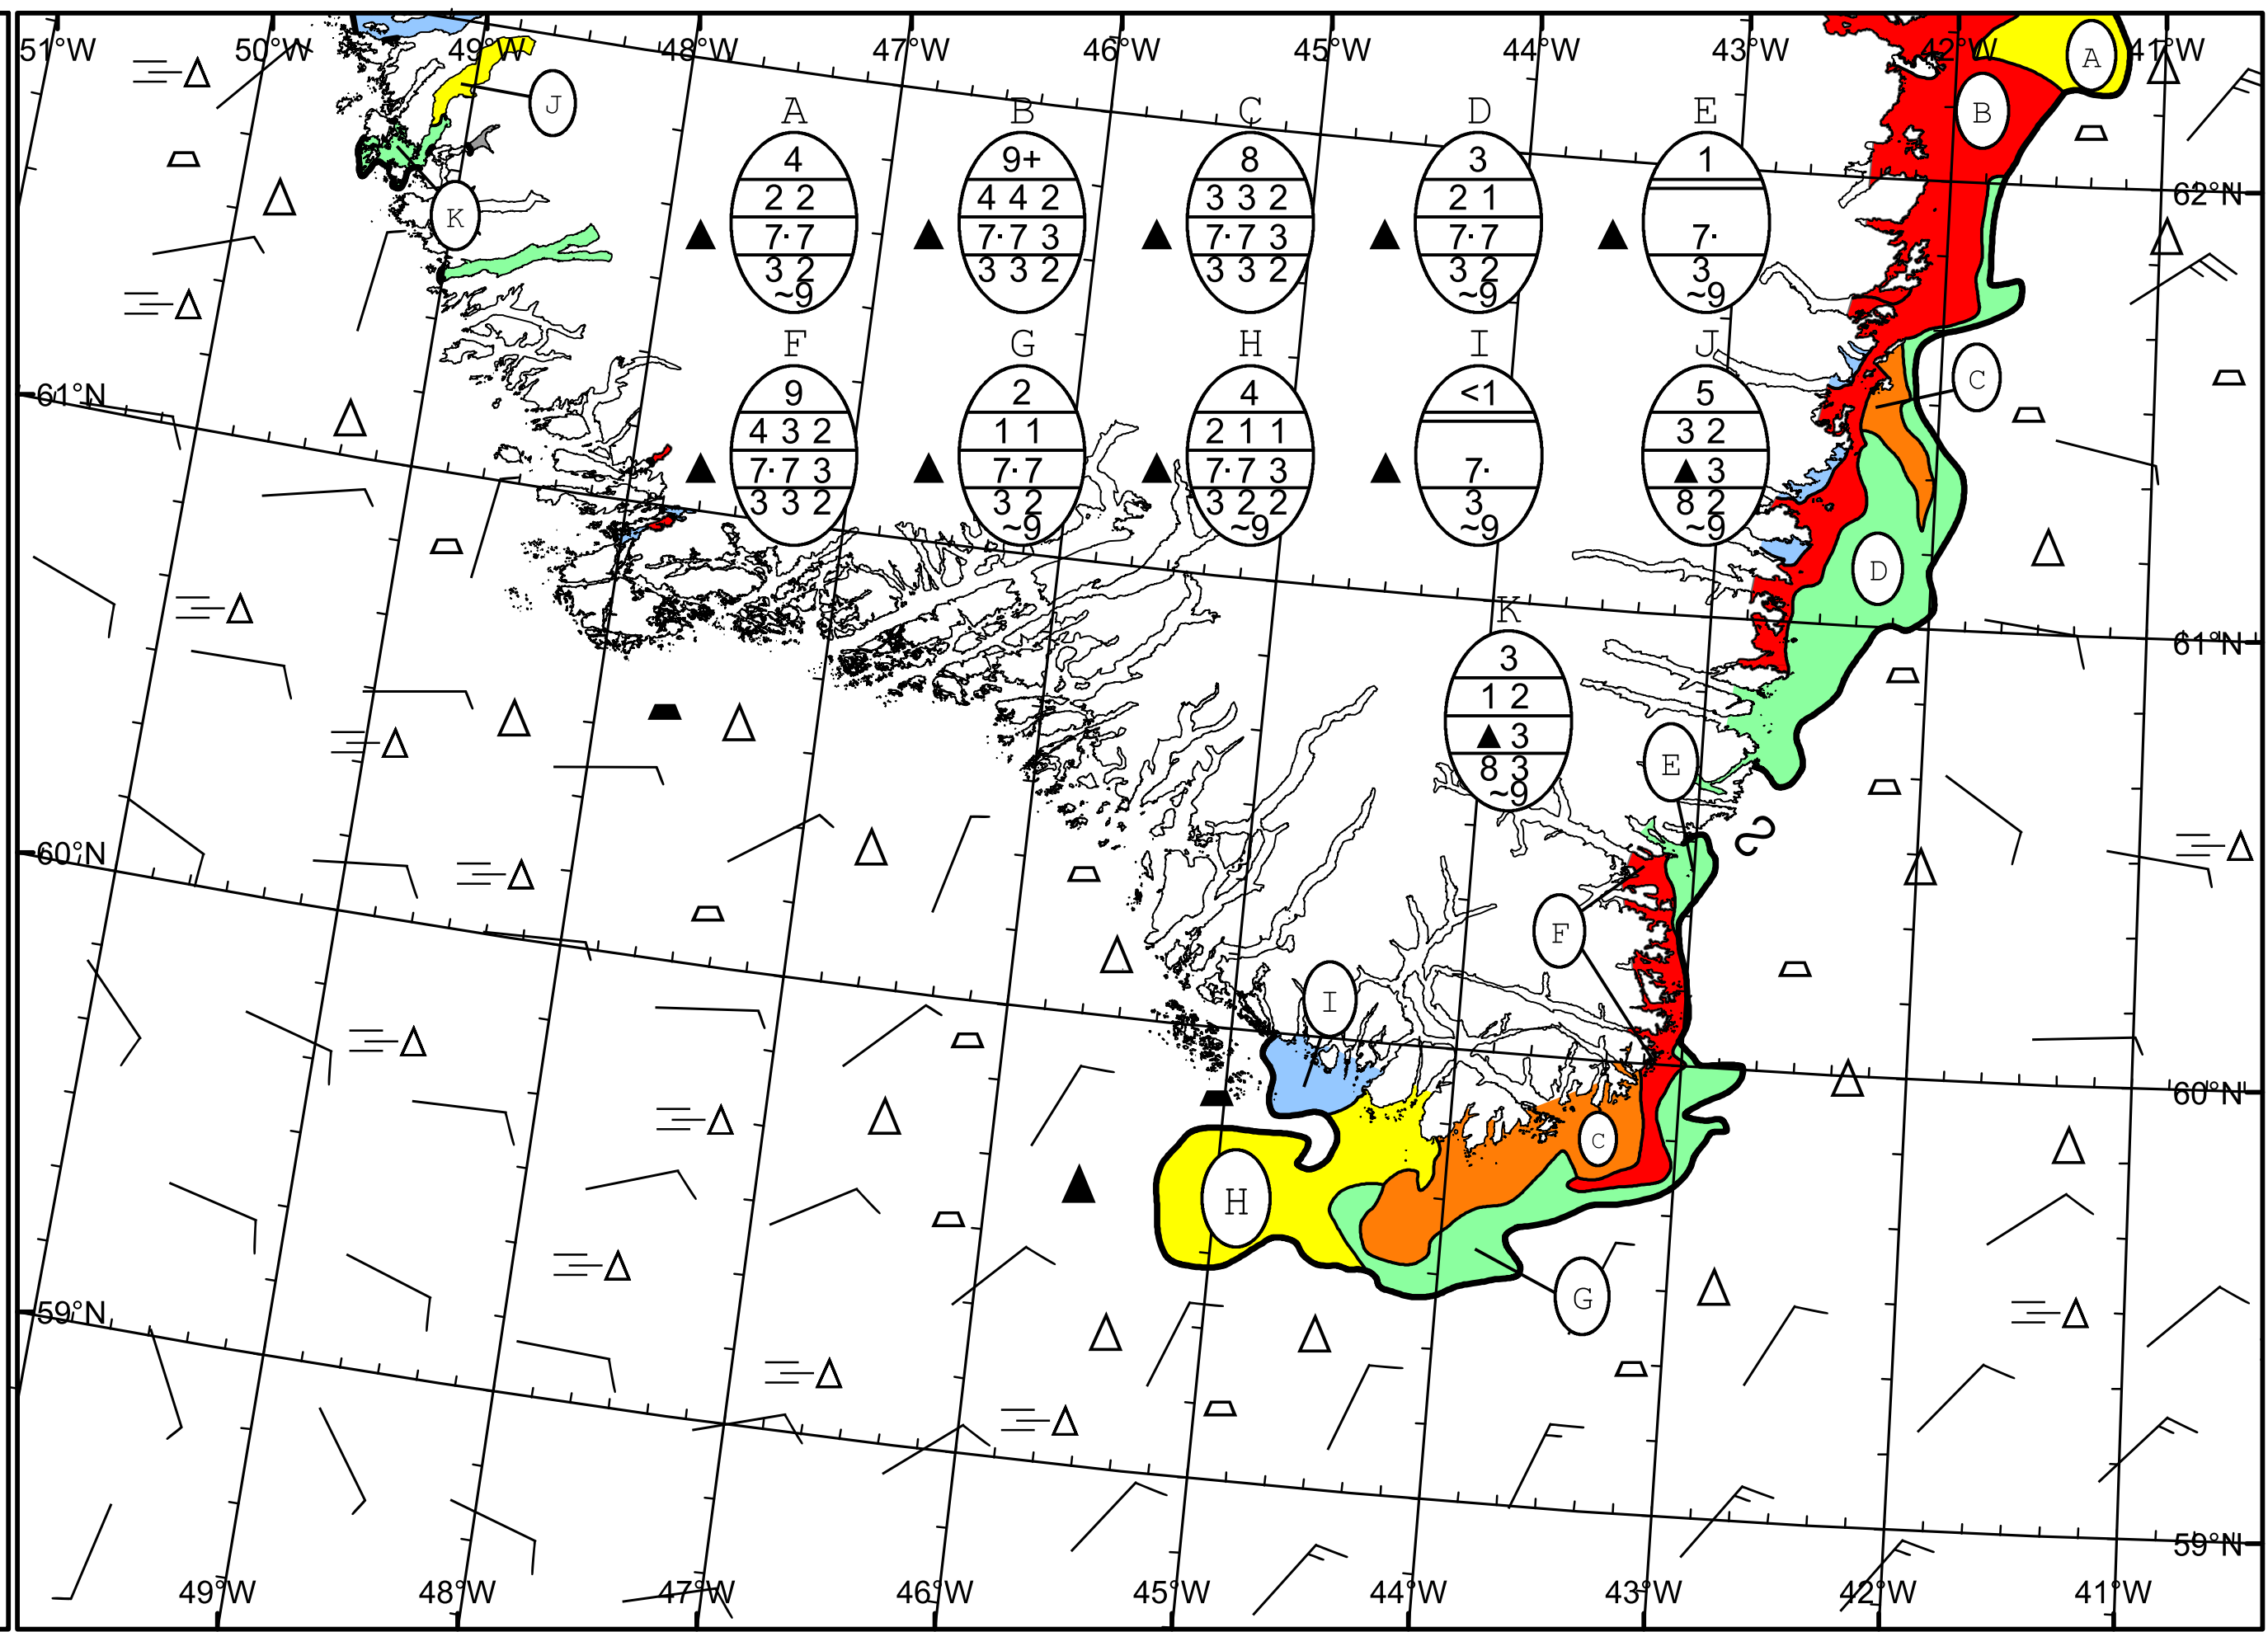 51°W 50°W 49°W 48°W 47°W 46°W 45°W 44°W 43°W 42°W 41°W
A
J
B
A B C D E
4 9+ 8 3 1
2 2 4 4 2 3 3 2 2 1
7·7 7·7 3 7·7 3 7·7 7·
3 2 3 3 2 3 3 2 3 2 3
~9 ~9 ~9
K
62°N
F G H I J
9 2 4 <1 5
4 3 2 1 1 2 1 1 3 2
7·7 3 7·7 7·7 3 7· ▲ 3
3 3 2 3 2 3 2 2 3 8 2
~9 ~9 ~9 ~9
C
61°N
D
K
3
1 2
▲ 3
8 3
~9
61°N
E
60°N
F
I
60°N
C
H
G
59°N
59°N
49°W 48°W 47°W 46°W 45°W 44°W 43°W 42°W 41°W